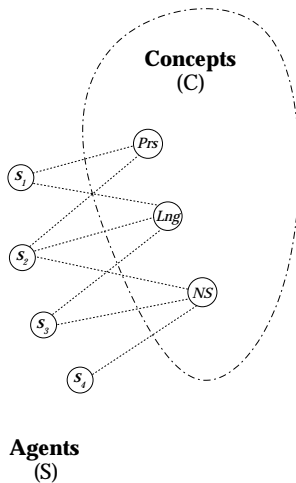 Concepts
(C)
Prs
S1
Lng
S2
NS
S3
S4
Agents
(S)